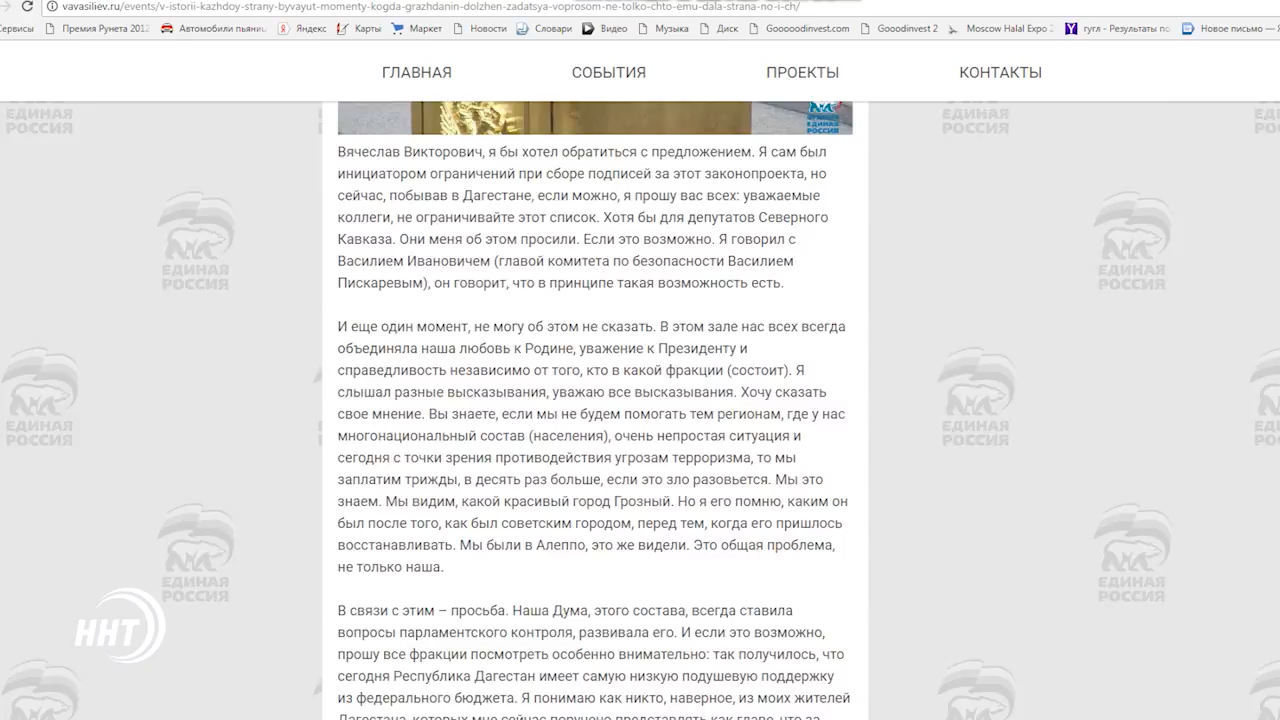 vavasiliev.ru/events/v-istorii-kazhdoy-strany-byvayut-momenty-kogda-grazhdanin-dolzhen-zadatsya-voprosom-ne-tolko-chto-emu-dala-strana-no-i-ch/
Сервисы Премия Рунета 2012 Автомобили пьяниц Яндекс Карты Маркет Новости Словари Видео Музыка Диск Gooooodinvest.com Gooodinvest 2 Moscow Halal Expo 2 гугл - Результаты по Новое письмо —
ГЛАВНАЯ СОБЫТИЯ ПРОЕКТЫ КОНТАКТЫ
ЕДИНАЯ РОССИЯ
Вячеслав Викторович, я бы хотел обратиться с предложением. Я сам был
инициатором ограничений при сборе подписей за этот законопроекта, но
сейчас, побывав в Дагестане, если можно, я прошу вас всех: уважаемые
коллеги, не ограничивайте этот список. Хотя бы для депутатов Северного
Кавказа. Они меня об этом просили. Если это возможно. Я говорил с
Василием Ивановичем (главой комитета по безопасности Василием
Пискаревым), он говорит, что в принципе такая возможность есть.
И еще один момент, не могу об этом не сказать. В этом зале нас всех всегда
объединяла наша любовь к Родине, уважение к Президенту и
справедливость независимо от того, кто в какой фракции (состоит). Я
слышал разные высказывания, уважаю все высказывания. Хочу сказать
свое мнение. Вы знаете, если мы не будем помогать тем регионам, где у нас
многонациональный состав (населения), очень непростая ситуация и
сегодня с точки зрения противодействия угрозам терроризма, то мы
заплатим трижды, в десять раз больше, если это зло разовьется. Мы это
знаем. Мы видим, какой красивый город Грозный. Но я его помню, каким он
был после того, как был советским городом, перед тем, когда его пришлось
восстанавливать. Мы были в Алеппо, это же видели. Это общая проблема,
не только наша.
В связи с этим – просьба. Наша Дума, этого состава, всегда ставила
вопросы парламентского контроля, развивала его. И если это возможно,
прошу все фракции посмотреть особенно внимательно: так получилось, что
сегодня Республика Дагестан имеет самую низкую подушевую поддержку
из федерального бюджета. Я понимаю как никто, наверное, из моих жителей
Дагестана, которых мне сейчас поручено представлять как главе, что за
ННТ